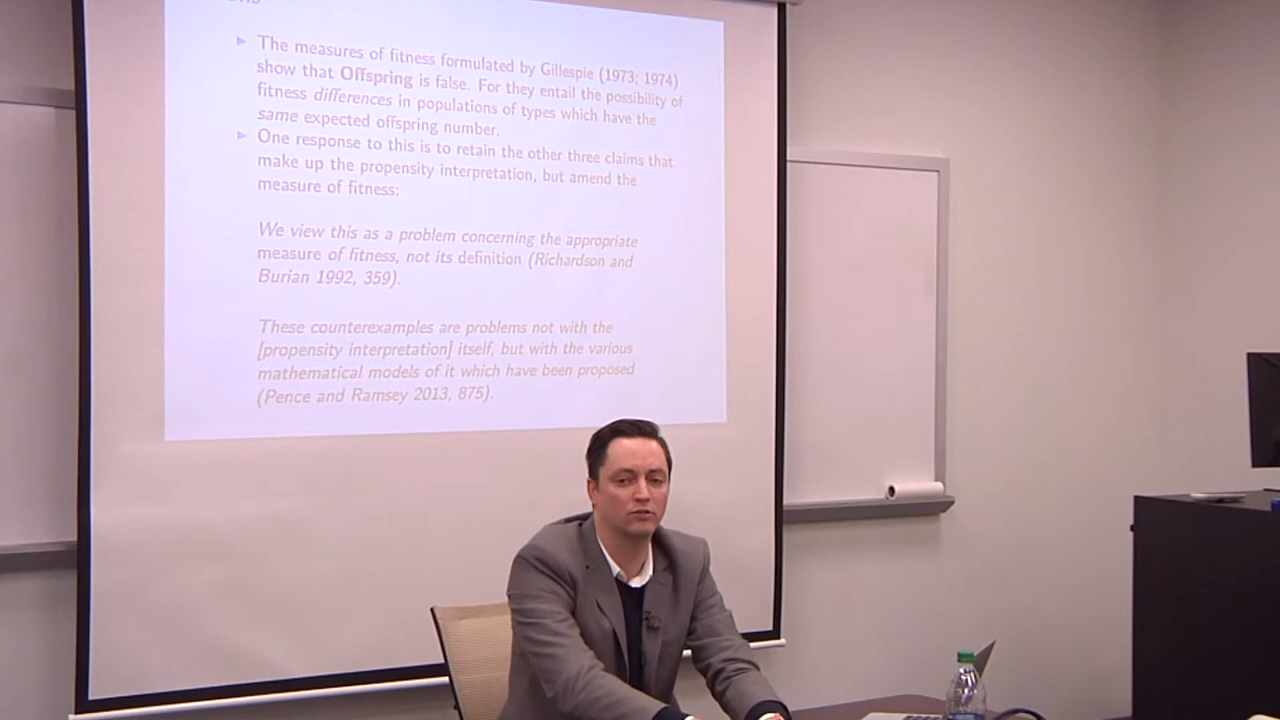 The measures of fitness formulated by Gillespie (1973; 1974)
show that Offspring is false. For they entail the possibility of
fitness differences in populations of types which have the
same expected offspring number.
One response to this is to retain the other three claims that
make up the propensity interpretation, but amend the
measure of fitness:
We view this as a problem concerning the appropriate
measure of fitness, not its definition (Richardson and
Burian 1992, 359).
These counterexamples are problems not with the
[propensity interpretation] itself, but with the various
mathematical models of it which have been proposed
(Pence and Ramsey 2013, 875).